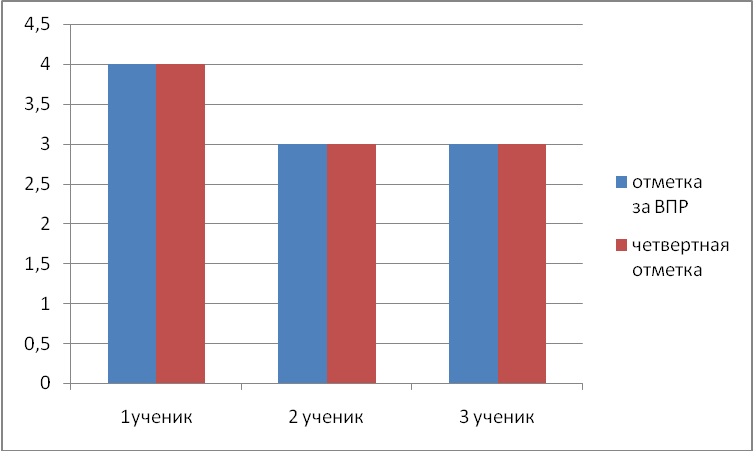 4,5
4
3,5
3
2,5
2
1,5
1
0,5
0
1ученик
2 ученик
3 ученик
отметка
за ВПР
четвертная
отметка